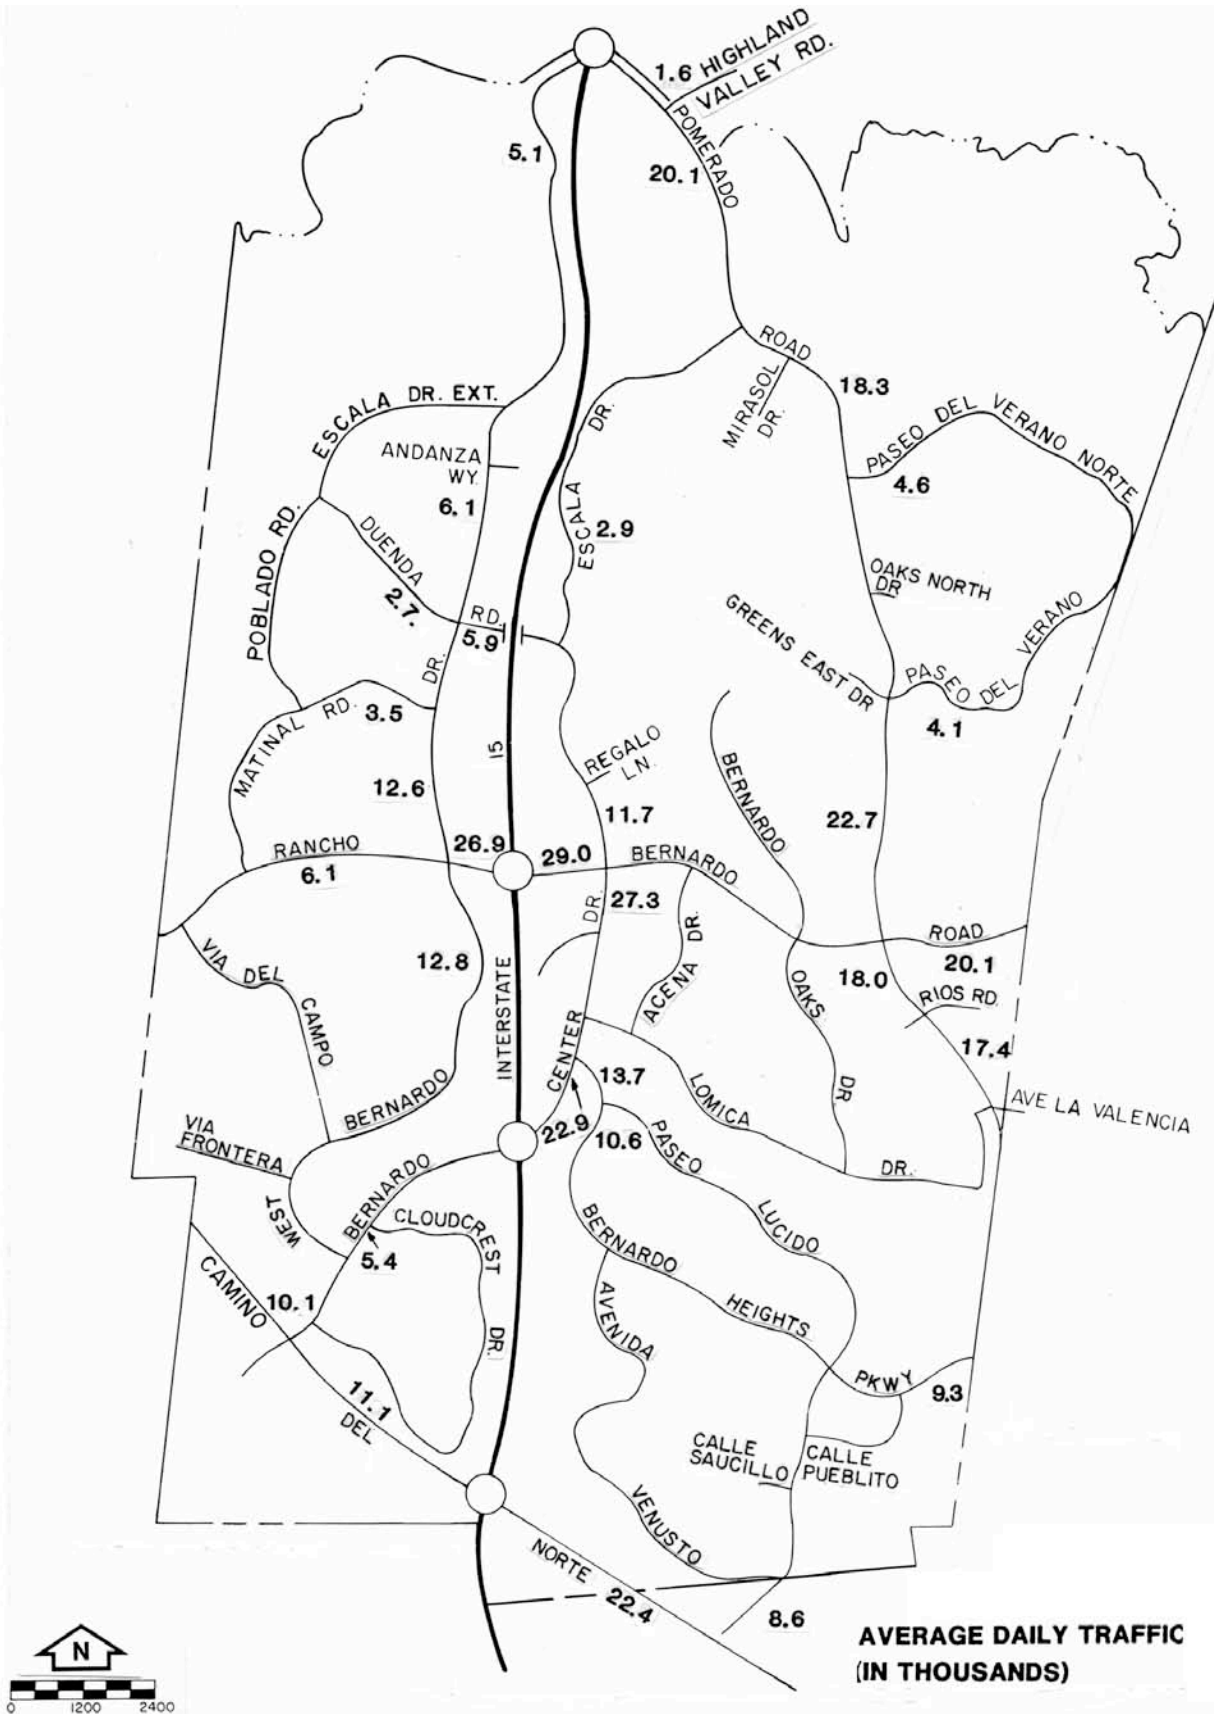 1.6 HIGHLAND
VALLEY RD.
POMERADO
5.1
20.1
ROAD
MIRASOL
DR.
18.3
ESCALA DR. EXT.
DR.
PASEO DEL VERANO NORTE
4.6
ANDANZA
WY.
6.1
ESCALA
2.9
POBLADO RD.
DUENDA
2.7.
RD.
5.9
OAKS NORTH
DR
GREENS EAST DR
PASEO DEL VERANO
4.1
DR.
MATINAL RD.
3.5
15
REGALO
LN.
BERNARDO
12.6
11.7
22.7
RANCHO
6.1
26.9
29.0
BERNARDO
27.3
DR.
ACENA DR.
ROAD
20.1
VIA DEL CAMPO
12.8
INTERSTATE
OAKS
DR.
18.0
RIOS RD.
17.4
CENTER
13.7
LOMICA
DR.
AVE LA VALENCIA
BERNARDO
VIA
FRONTERA
22.9
10.6
PASEO
LUCIDO
WEST
BERNARDO
CLOUDCREST
DR.
5.4
BERNARDO
HEIGHTS
PKWY
9.3
CAMINO
10.1
AVENIDA
11.1
DEL
CALLE
SAUCILLO
CALLE
PUEBLITO
VENUSTO
NORTE
22.4
8.6
AVERAGE DAILY TRAFFIC
(IN THOUSANDS)
N
0 1200 2400